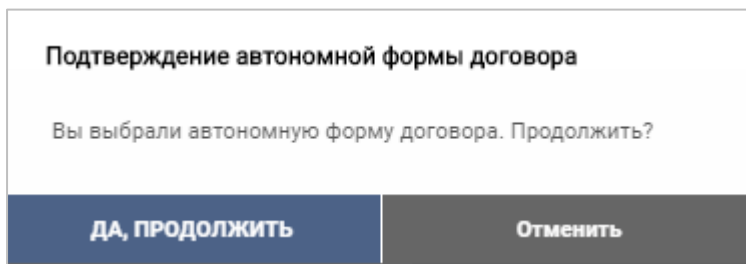 Подтверждение автономной формы договора
Вы выбрали автономную форму договора. Продолжить?
ДА, ПРОДОЛЖИТЬ
Отменить